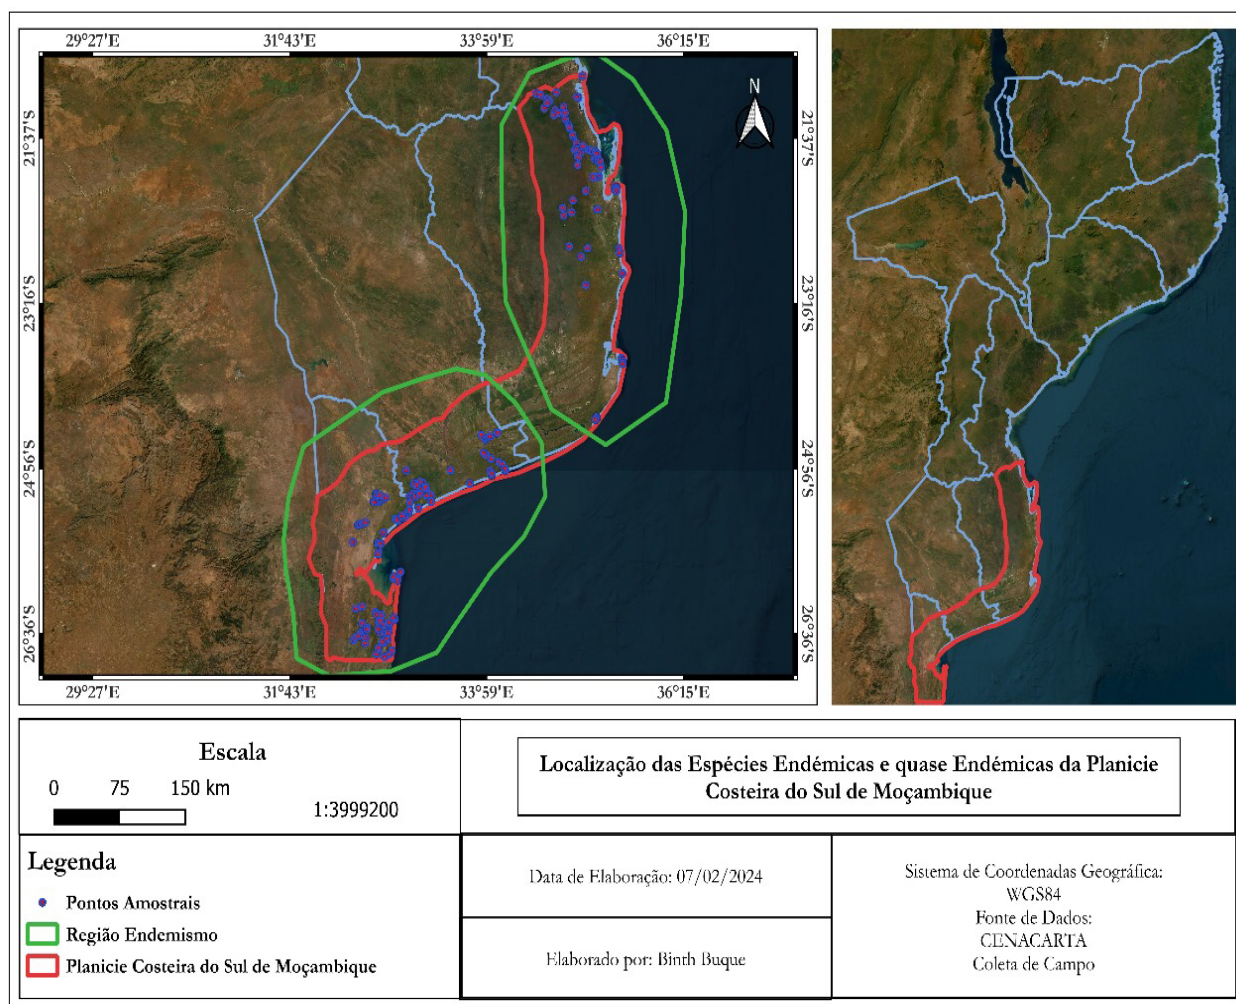 29°27'E 31°43'E 33°59'E 36°15'E
N
21°37'S 21°37'S
23°16'S 23°16'S
24°56'S 24°56'S
26°36'S 26°36'S
29°27'E 31°43'E 33°59'E 36°15'E
Escala
0 75 150 km
1:3999200
Localização das Espécies Endémicas e quase Endémicas da Planicie
Costeira do Sul de Moçambique
Legenda
Pontos Amostrais
Região Endemismo
Planicie Costeira do Sul de Moçambique
Data de Elaboração: 07/02/2024
Elaborado por: Binth Buque
Sistema de Coordenadas Geográfica:
WGS84
Fonte de Dados:
CENACARTA
Coleta de Campo